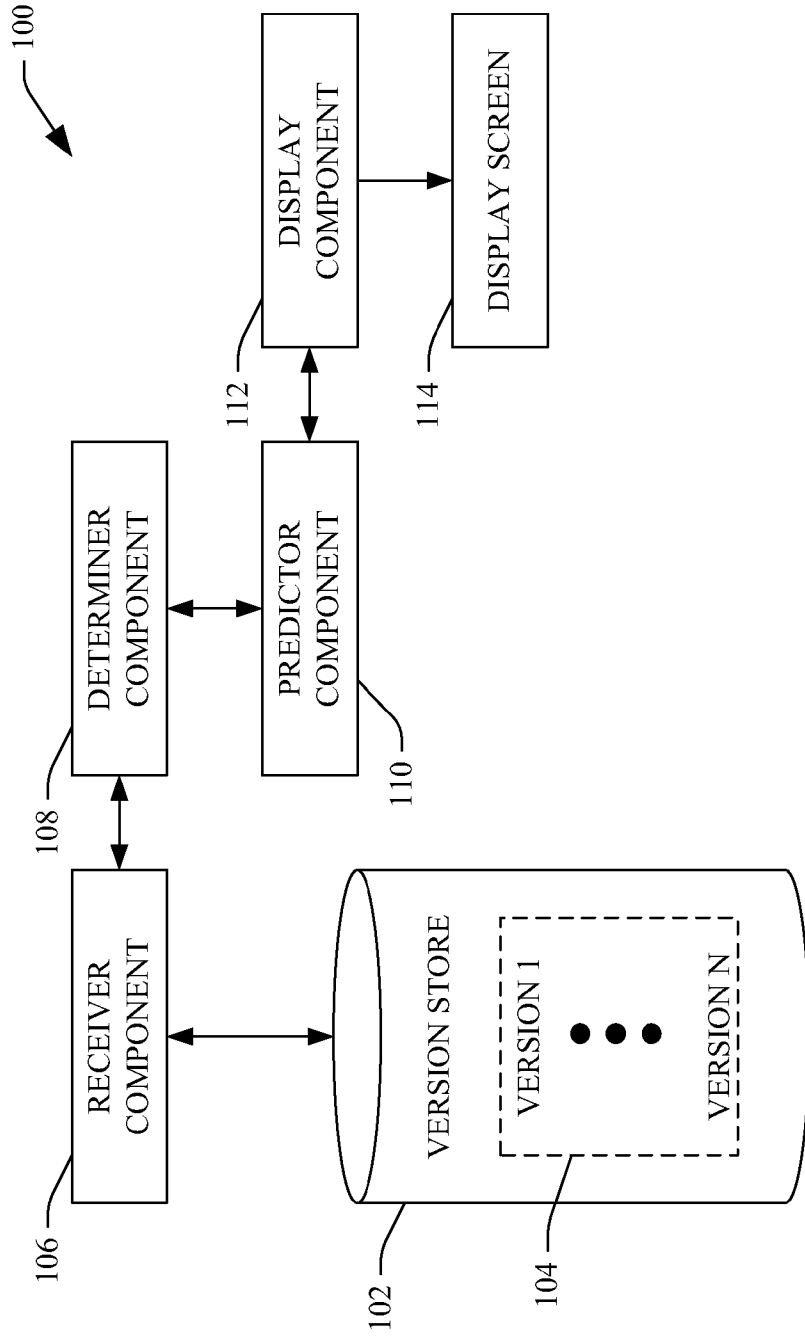 100
106
RECEIVER
COMPONENT
108
DETERMINER
COMPONENT
110
PREDICTOR
COMPONENT
112
DISPLAY
COMPONENT
114
DISPLAY SCREEN
102
VERSION STORE
104
VERSION 1
VERSION N